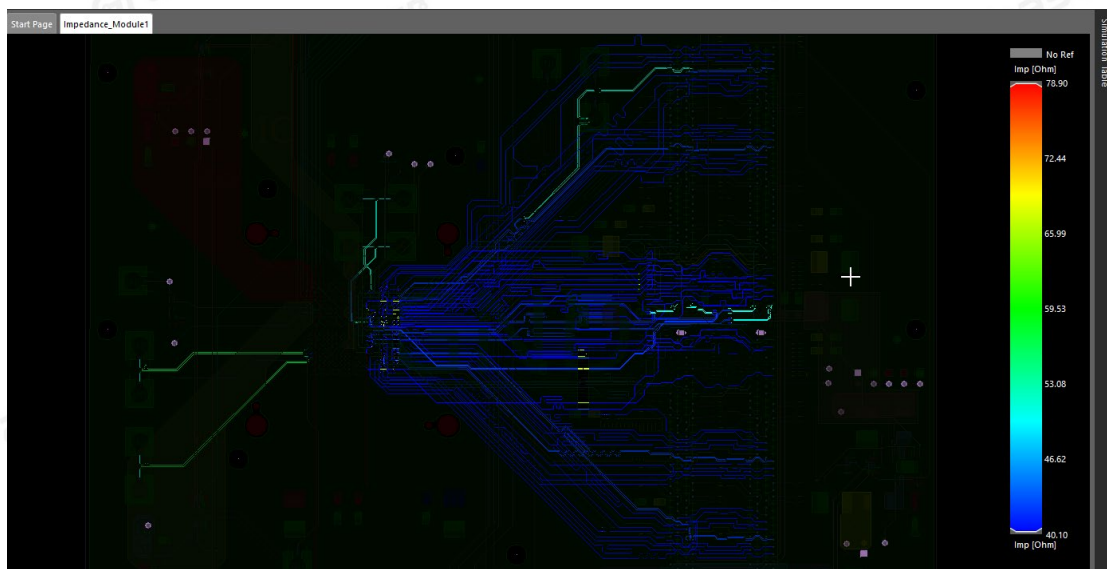 Start Page
Impedance_Module1
Simulation Table
No Ref
Imp [Ohm]
78.90
72.44
65.99
59.53
53.08
46.62
40.10
Imp [Ohm]